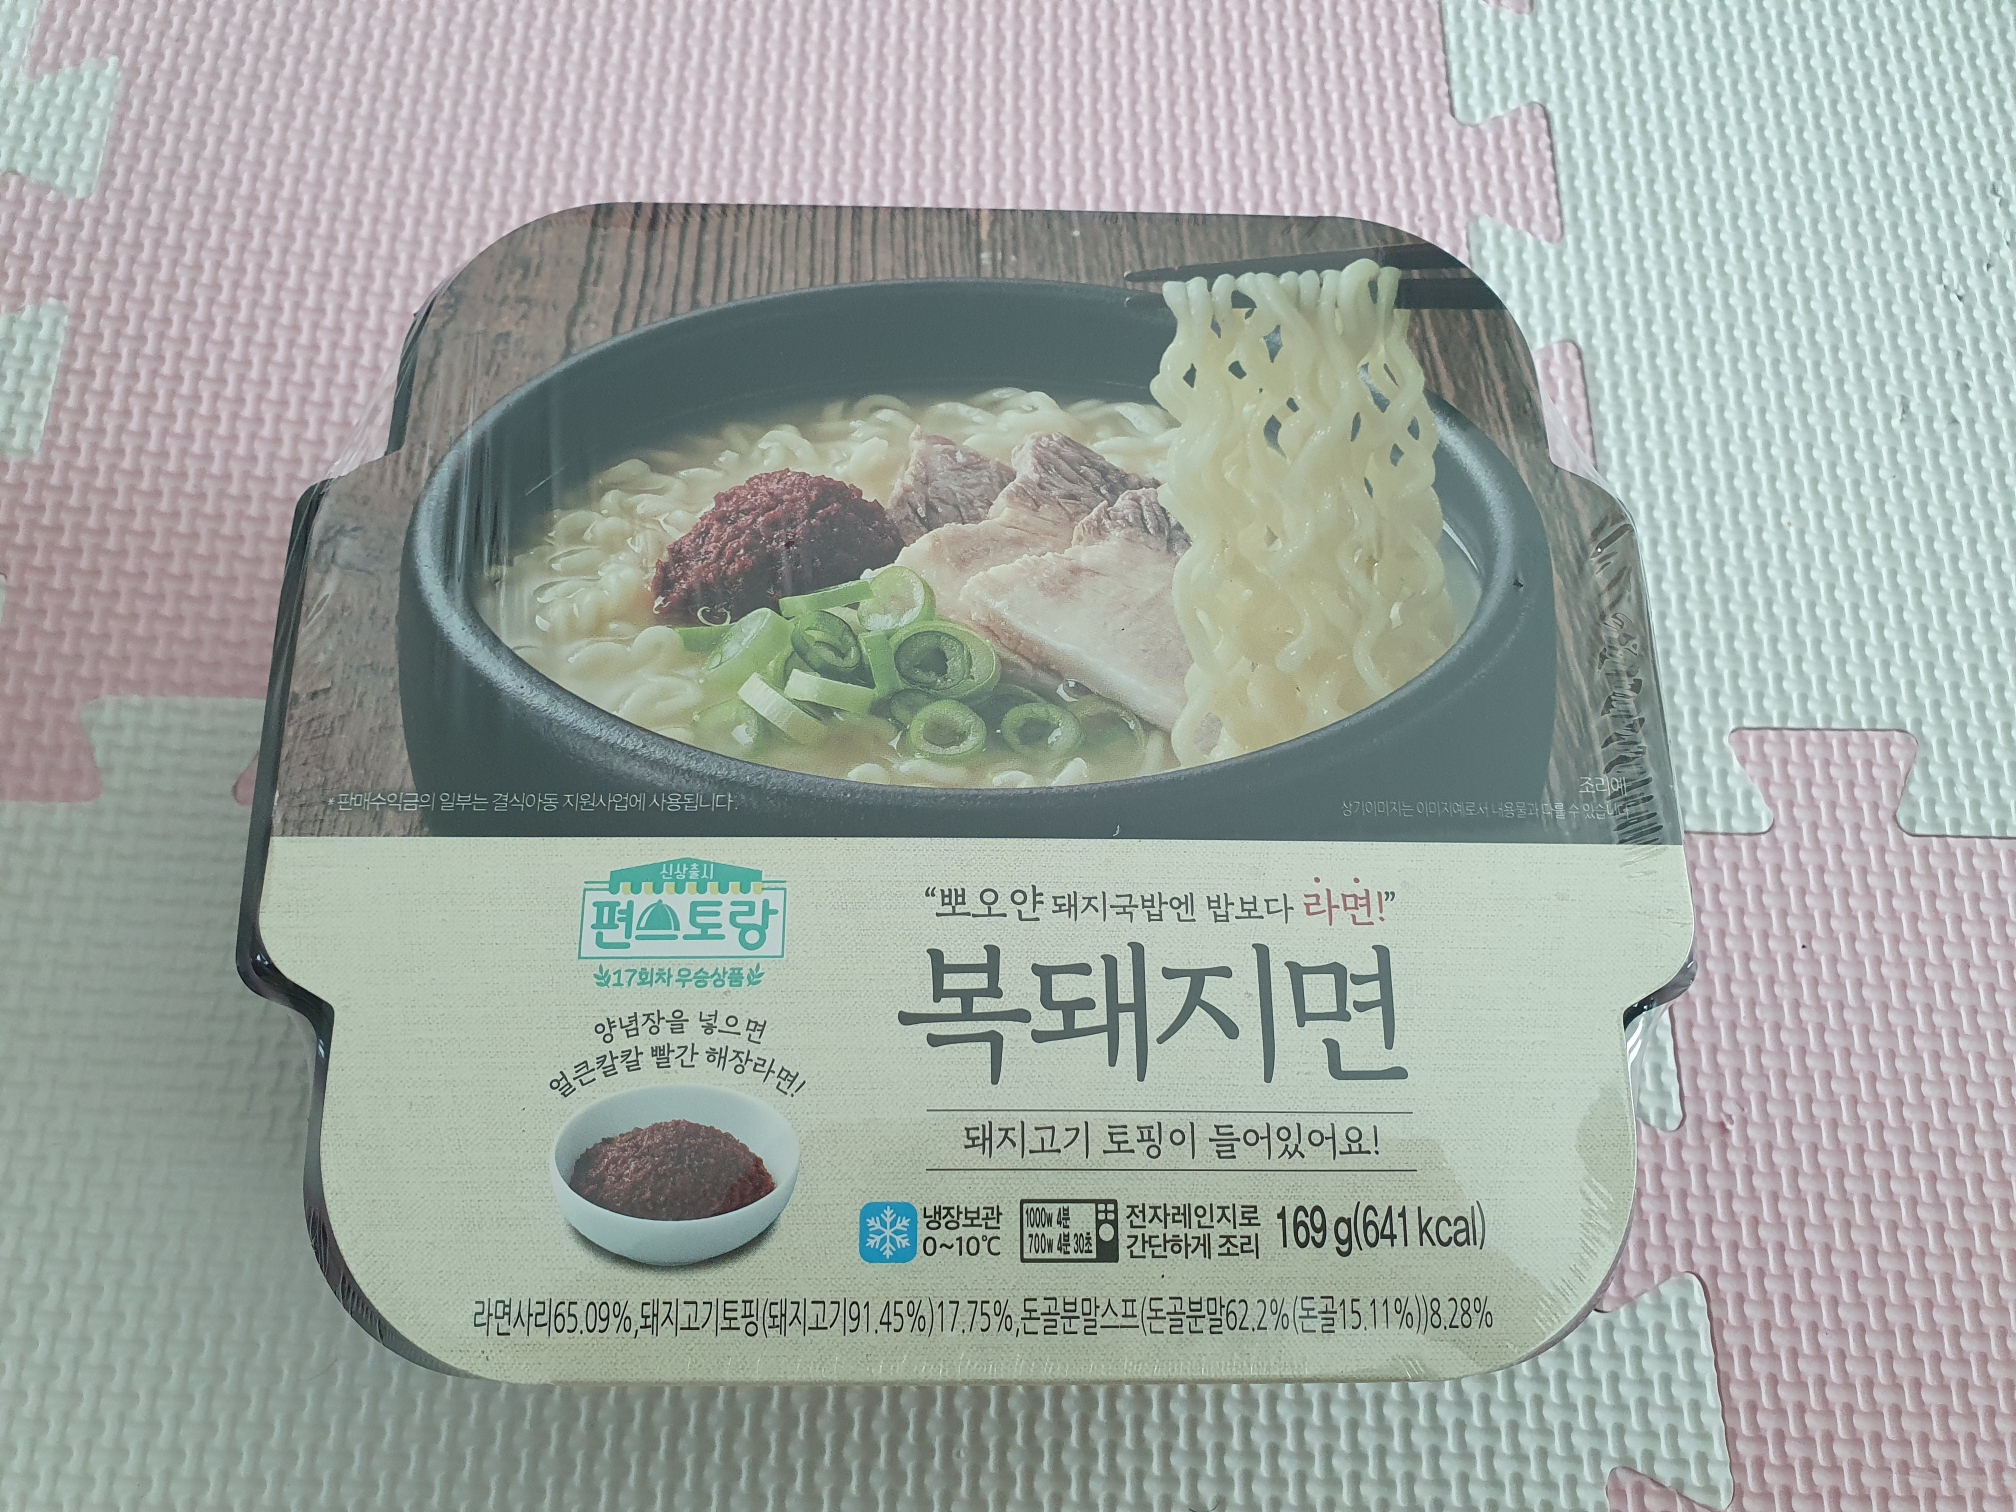 *판매수익금의 일부는 결식아동 지원사업에 사용됩니다.
조리예
상기이미지는 이미지예로서 내용물과 다를 수 있습니다
신상출시
편스토랑
17회차 우승상품
양념장을 넣으면
얼큰칼칼 빨간 해장라면!
“뽀오얀 돼지국밥엔 밥보다 라면!”
복돼지면
돼지고기 토핑이 들어있어요!
냉장보관
0~10℃
1000w 4분
700w 4분 30초
전자레인지로
간단하게 조리
169 g(641 kcal)
라면사리65.09%,돼지고기토핑(돼지고기91.45%)17.75%,돈골분말스프(돈골분말62.2%(돈골15.11%))8.28%